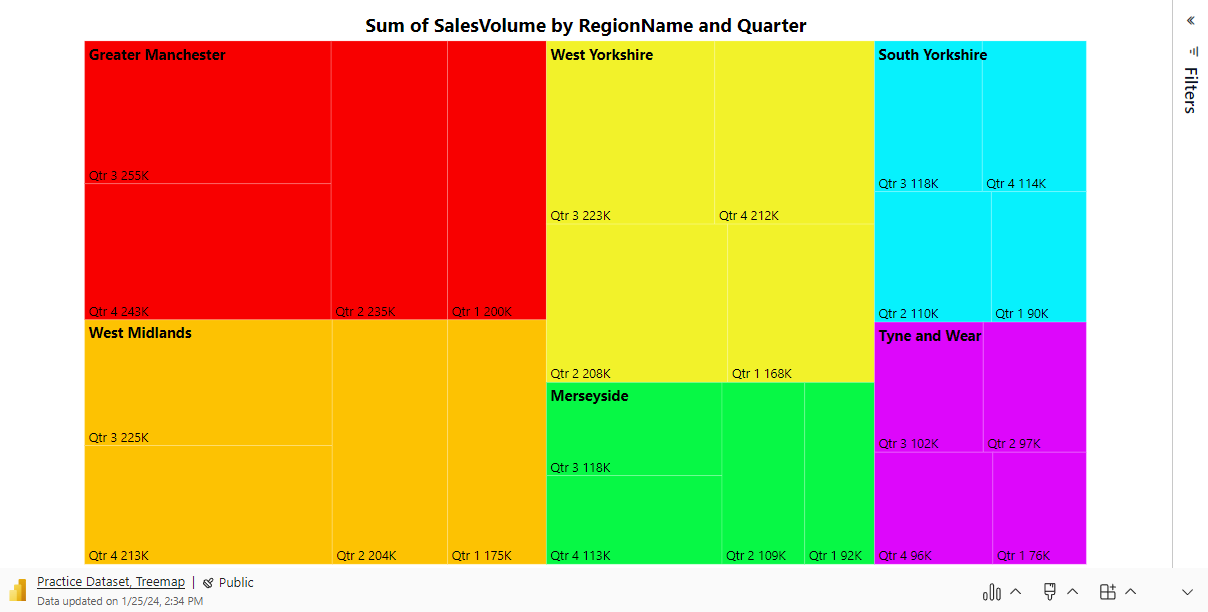 Sum of SalesVolume by RegionName and Quarter
Greater Manchester
Qtr 3 255K
Qtr 4 243K
Qtr 2 235K
Qtr 1 200K
West Midlands
Qtr 3 225K
Qtr 4 213K
Qtr 2 204K
Qtr 1 175K
West Yorkshire
Qtr 3 223K
Qtr 4 212K
Qtr 2 208K
Qtr 1 168K
Merseyside
Qtr 3 118K
Qtr 4 113K
Qtr 2 109K
Qtr 1 92K
South Yorkshire
Qtr 3 118K
Qtr 4 114K
Qtr 2 110K
Qtr 1 90K
Tyne and Wear
Qtr 3 102K
Qtr 2 97K
Qtr 4 96K
Qtr 1 76K
Filters
Practice Dataset, Treemap | Public
Data updated on 1/25/24, 2:34 PM